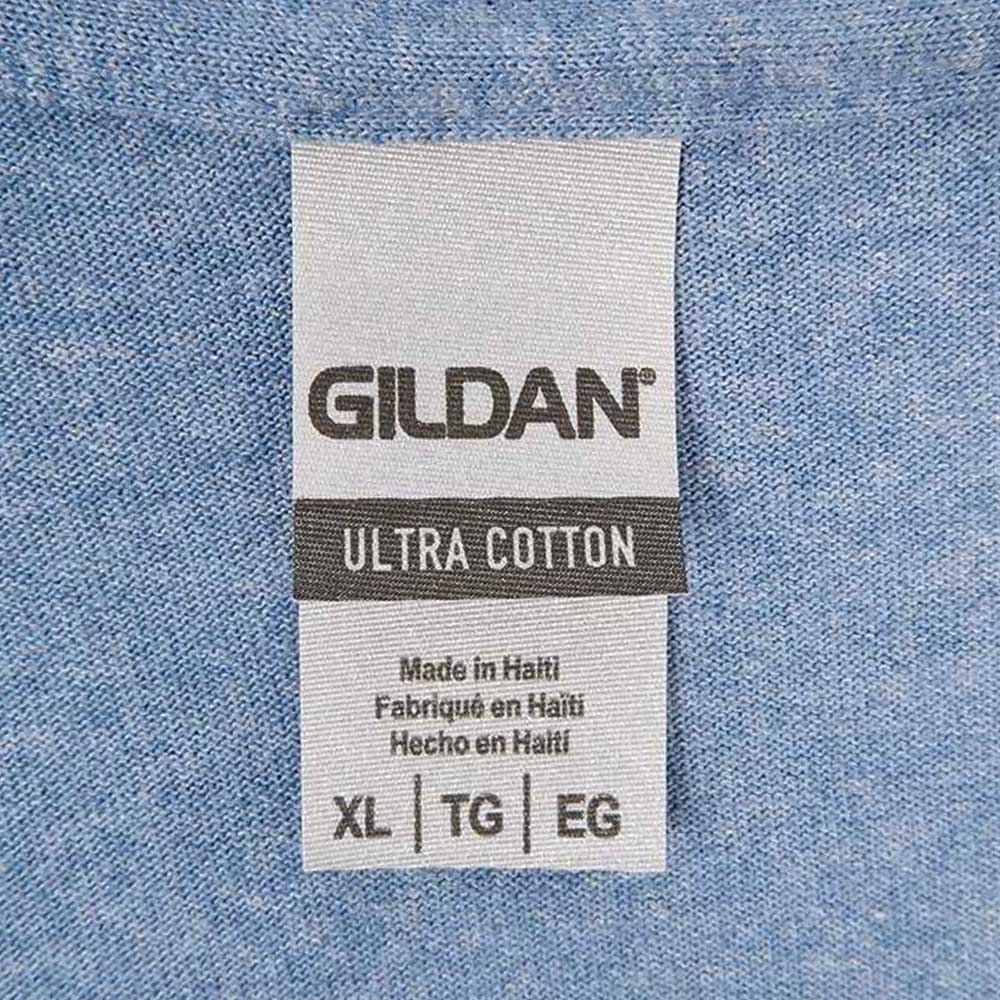 GILDAN®
ULTRA COTTON
Made in Haiti
Fabriqué en Haïti
Hecho en Haití
XL | TG | EG